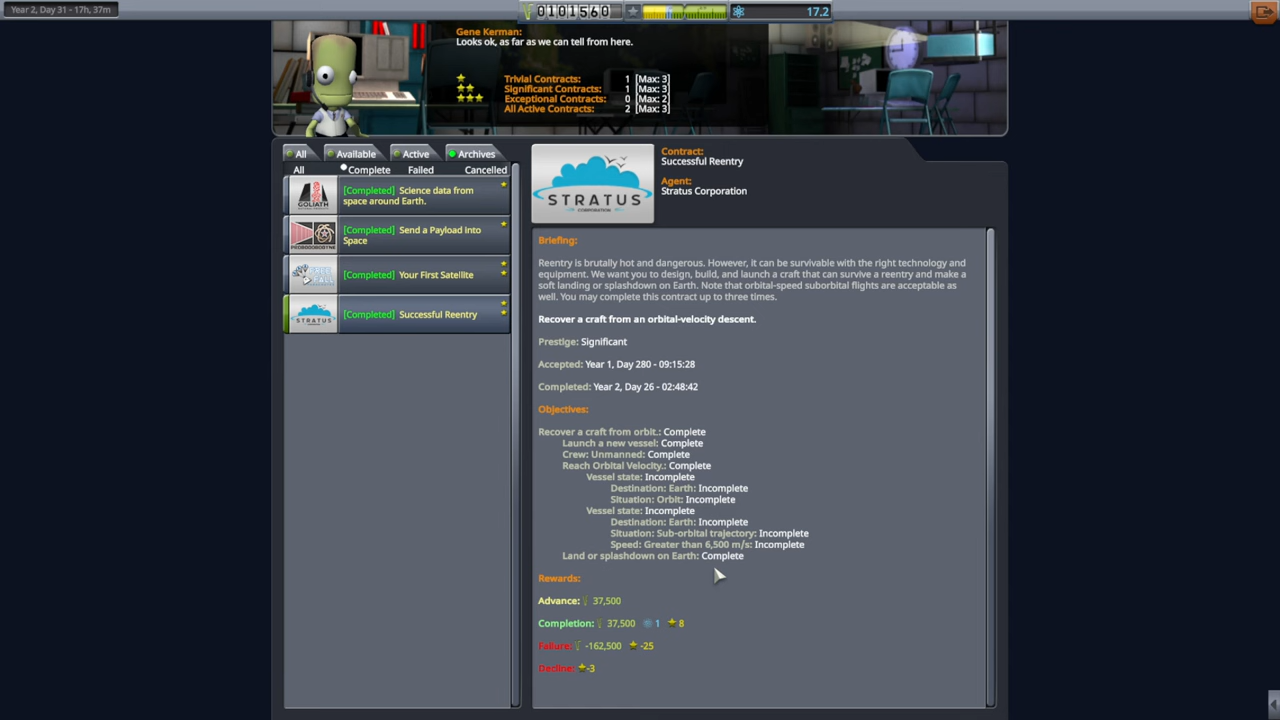 Year 2, Day 31 - 17h, 37m
0101560
17.2
Gene Kerman:
Looks ok, as far as we can tell from here.
Trivial Contracts: 1 [Max: 3]
Significant Contracts: 1 [Max: 3]
Exceptional Contracts: 0 [Max: 2]
All Active Contracts: 2 [Max: 3]
All Available Active Archives
All Complete Failed Cancelled
GOLIATH
[Completed] Science data from
space around Earth.
[Completed] Send a Payload Into
Space
[Completed] Your First Satellite
STRATUS
[Completed] Successful Reentry
STRATUS
CORPORATION
Contract:
Successful Reentry
Agent:
Stratus Corporation
Briefing:
Reentry is brutally hot and dangerous. However, it can be survivable with the right technology and
equipment. We want you to design, build, and launch a craft that can survive a reentry and make a
soft landing or splashdown on Earth. Note that orbital-speed suborbital flights are acceptable as
well. You may complete this contract up to three times.
Recover a craft from an orbital-velocity descent.
Prestige: Significant
Accepted: Year 1, Day 280 - 09:15:28
Completed: Year 2, Day 26 - 02:48:42
Objectives:
Recover a craft from orbit.: Complete
Launch a new vessel: Complete
Crew: Unmanned: Complete
Reach Orbital Velocity.: Complete
Vessel state: Incomplete
Destination: Earth: Incomplete
Situation: Orbit: Incomplete
Vessel state: Incomplete
Destination: Earth: Incomplete
Situation: Sub-orbital trajectory: Incomplete
Speed: Greater than 6,500 m/s: Incomplete
Land or splashdown on Earth: Complete
Rewards:
Advance: 37,500
Completion: 37,500 1 8
Failure: -162,500 -25
Decline: -3